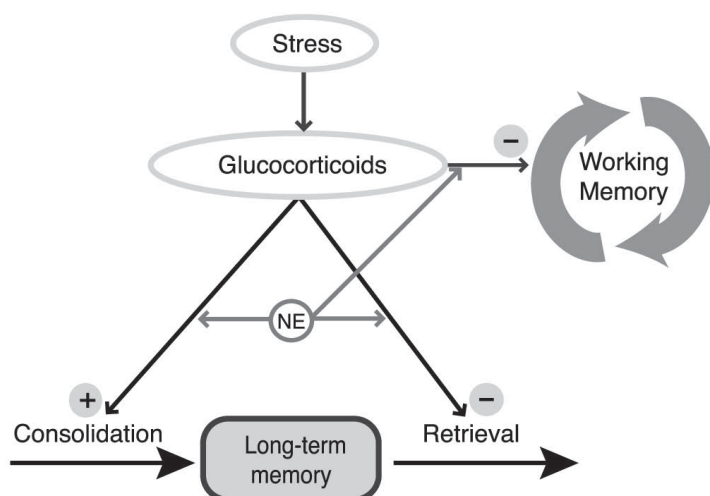 Stress
Glucocorticoids
−
Working
Memory
NE
+
−
Consolidation
Retrieval
Long-term
memory